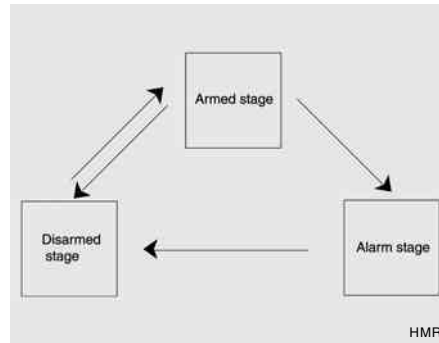 Armed stage
Disarmed
stage
Alarm stage
HMR